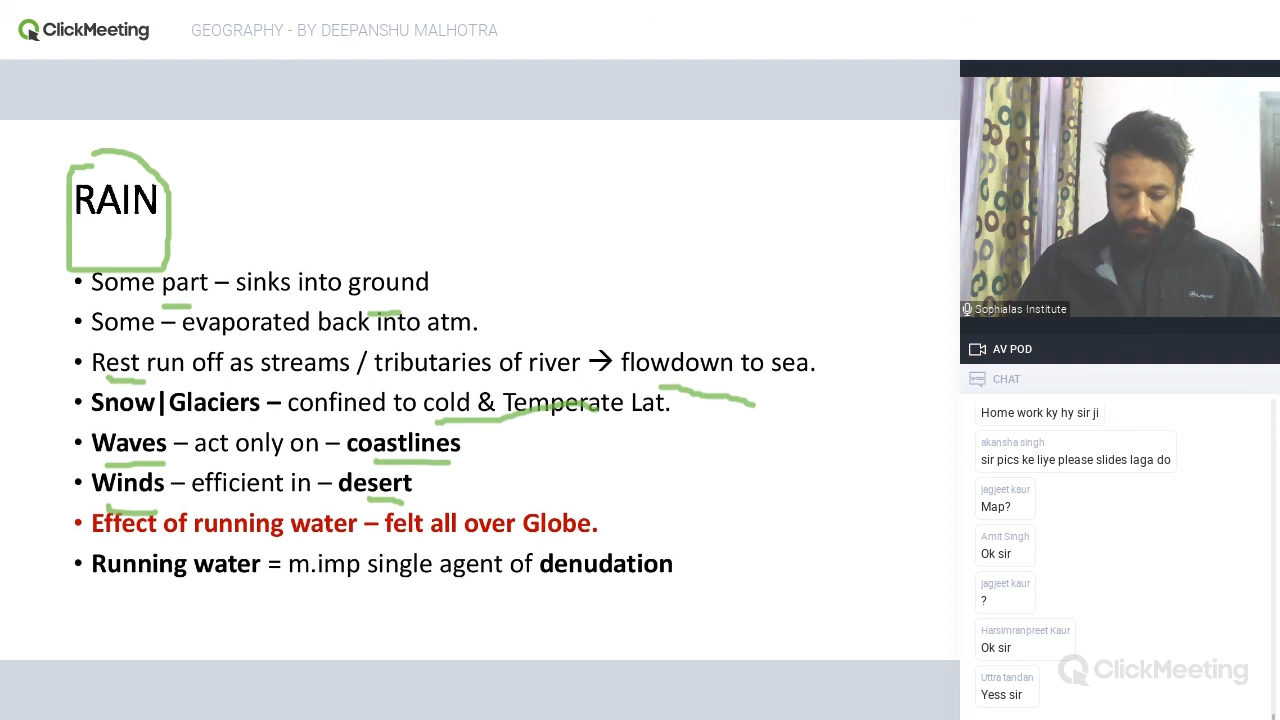 ClickMeeting
GEOGRAPHY - BY DEEPANSHU MALHOTRA
RAIN
• Some part – sinks into ground
• Some – evaporated back into atm.
• Rest run off as streams / tributaries of river → flowdown to sea.
• Snow|Glaciers – confined to cold & Temperate Lat.
• Waves – act only on – coastlines
• Winds – efficient in – desert
• Effect of running water – felt all over Globe.
• Running water = m.imp single agent of denudation
Sophialas Institute
AV POD
CHAT
Home work ky hy sir ji
akansha singh
sir pics ke liye please slides laga do
jagjeet kaur
Map?
Amit Singh
Ok sir
jagjeet kaur
?
Harsimranpreet Kaur
Ok sir
Uttra tandan
Yess sir
ClickMeeting